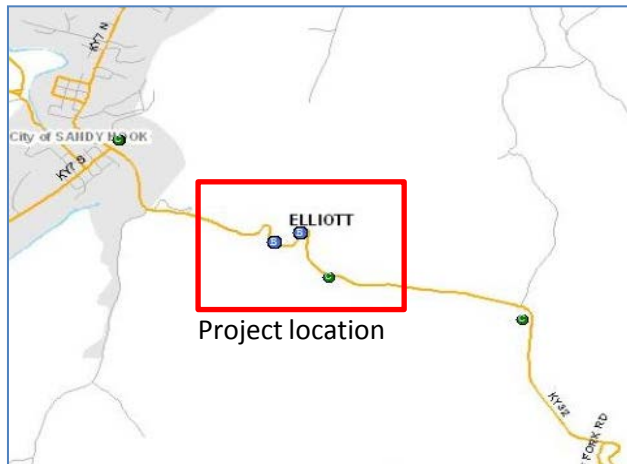 KY7 N
City of SANDY HOOK
KY7 S
ELLIOTT
S
S
C
C
C
Project location
KY32
FORK RD